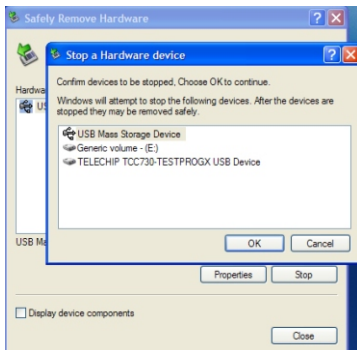 Safely Remove Hardware
Stop a Hardware device
Confirm devices to be stopped, Choose OK to continue.
Windows will attempt to stop the following devices. After the devices are
stopped they may be removed safely.
Hardwa
US
USB Mass Storage Device
Generic volume - (E:)
TELECHIP TCC730-TESTPROGX USB Device
USB Ma
OK
Cancel
Properties
Stop
Display device components
Close